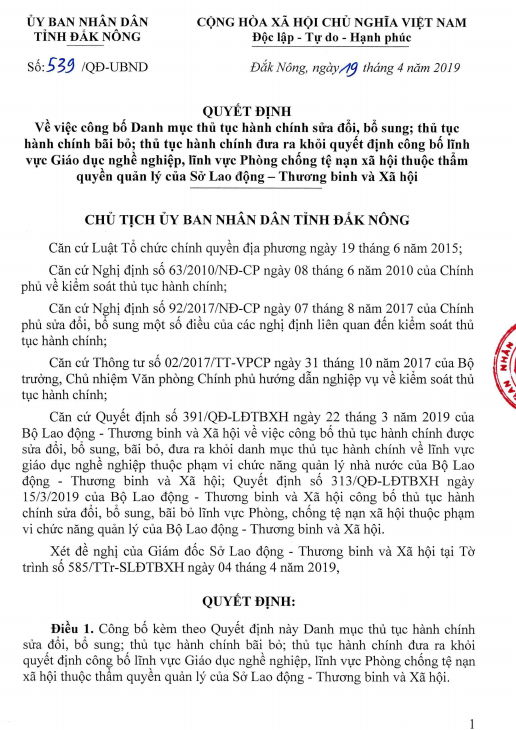 ỦY BAN NHÂN DÂN
TỈNH ĐẮK NÔNG
Số: 539 /QĐ-UBND
CỘNG HÒA XÃ HỘI CHỦ NGHĨA VIỆT NAM
Độc lập - Tự do - Hạnh phúc
Đắk Nông, ngày 19 tháng 4 năm 2019
QUYẾT ĐỊNH
Về việc công bố Danh mục thủ tục hành chính sửa đổi, bổ sung; thủ tục
hành chính bãi bỏ; thủ tục hành chính đưa ra khỏi quyết định công bố lĩnh
vực Giáo dục nghề nghiệp, lĩnh vực Phòng chống tệ nạn xã hội thuộc thẩm
quyền quản lý của Sở Lao động – Thương binh và Xã hội
CHỦ TỊCH ỦY BAN NHÂN DÂN TỈNH ĐẮK NÔNG
Căn cứ Luật Tổ chức chính quyền địa phương ngày 19 tháng 6 năm 2015;
Căn cứ Nghị định số 63/2010/NĐ-CP ngày 08 tháng 6 năm 2010 của Chính
phủ về kiểm soát thủ tục hành chính;
Căn cứ Nghị định số 92/2017/NĐ-CP ngày 07 tháng 8 năm 2017 của Chính
phủ sửa đổi, bổ sung một số điều của các nghị định liên quan đến kiểm soát thủ
tục hành chính;
Căn cứ Thông tư số 02/2017/TT-VPCP ngày 31 tháng 10 năm 2017 của Bộ
trưởng, Chủ nhiệm Văn phòng Chính phủ hướng dẫn nghiệp vụ về kiểm soát thủ
tục hành chính;
Căn cứ Quyết định số 391/QĐ-LĐTBXH ngày 22 tháng 3 năm 2019 của
Bộ Lao động - Thương binh và Xã hội về việc công bố thủ tục hành chính được
sửa đổi, bổ sung, bãi bỏ, đưa ra khỏi danh mục thủ tục hành chính về lĩnh vực
giáo dục nghề nghiệp thuộc phạm vi chức năng quản lý nhà nước của Bộ Lao
động - Thương binh và Xã hội; Quyết định số 313/QĐ-LĐTBXH ngày
15/3/2019 của Bộ Lao động - Thương binh và Xã hội công bố thủ tục hành
chính sửa đổi, bổ sung, bãi bỏ lĩnh vực Phòng, chống tệ nạn xã hội thuộc phạm
vi chức năng quản lý của Bộ Lao động - Thương binh và Xã hội.
Xét đề nghị của Giám đốc Sở Lao động - Thương binh và Xã hội tại Tờ
trình số 585/TTr-SLĐTBXH ngày 04 tháng 4 năm 2019,
QUYẾT ĐỊNH:
Điều 1. Công bố kèm theo Quyết định này Danh mục thủ tục hành chính
sửa đổi, bổ sung; thủ tục hành chính bãi bỏ; thủ tục hành chính đưa ra khỏi
quyết định công bố lĩnh vực Giáo dục nghề nghiệp, lĩnh vực Phòng chống tệ nạn
xã hội thuộc thẩm quyền quản lý của Sở Lao động - Thương binh và Xã hội.
1